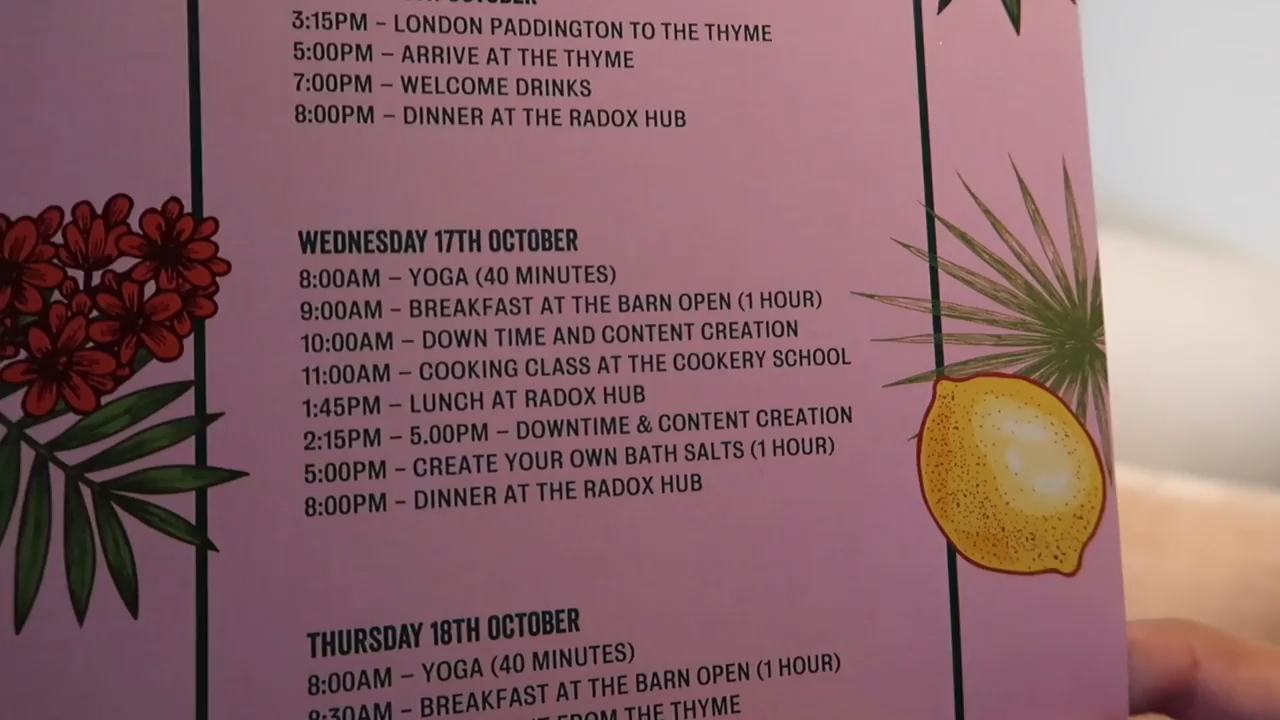 OCTOBER
3:15PM – LONDON PADDINGTON TO THE THYME
5:00PM – ARRIVE AT THE THYME
7:00PM – WELCOME DRINKS
8:00PM – DINNER AT THE RADOX HUB
WEDNESDAY 17TH OCTOBER
8:00AM – YOGA (40 MINUTES)
9:00AM – BREAKFAST AT THE BARN OPEN (1 HOUR)
10:00AM – DOWN TIME AND CONTENT CREATION
11:00AM – COOKING CLASS AT THE COOKERY SCHOOL
1:45PM – LUNCH AT RADOX HUB
2:15PM – 5.00PM – DOWNTIME & CONTENT CREATION
5:00PM – CREATE YOUR OWN BATH SALTS (1 HOUR)
8:00PM – DINNER AT THE RADOX HUB
THURSDAY 18TH OCTOBER
8:00AM – YOGA (40 MINUTES)
8:30AM – BREAKFAST AT THE BARN OPEN (1 HOUR)
FROM THE THYME